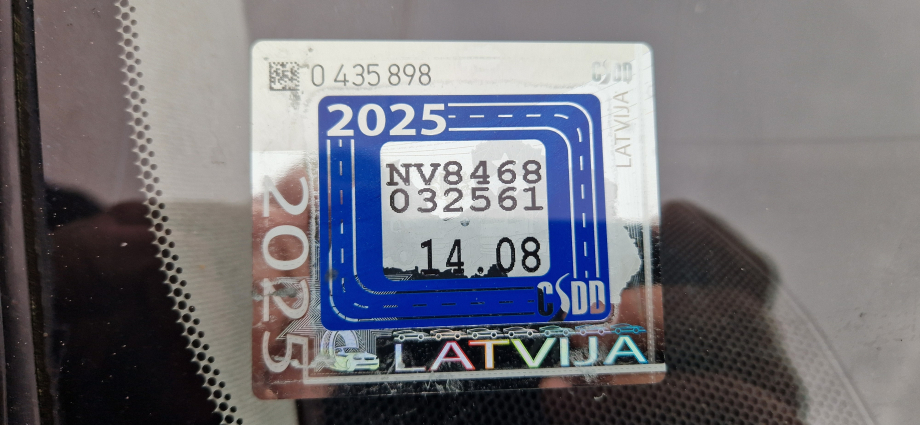 0 435 898
CSDD
LATVIJA
2025
NV8468
032561
14 08
CSDD
2025
LATVIJA